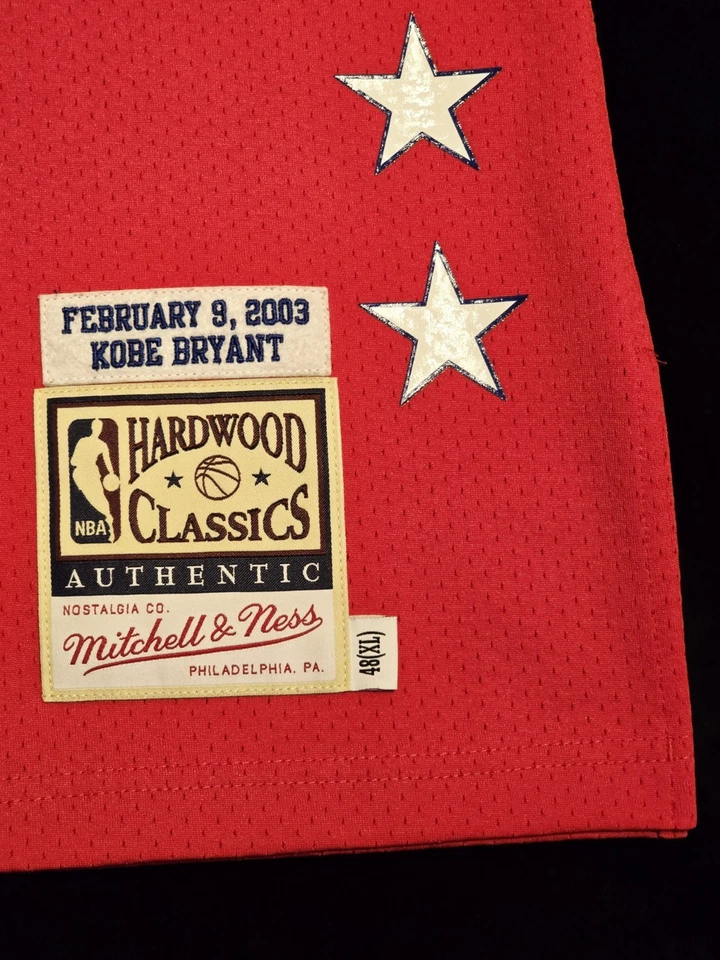 FEBRUARY 9, 2003
KOBE BRYANT
HARDWOOD
CLASSICS
NBA
AUTHENTIC
NOSTALGIA CO.
Mitchell & Ness
PHILADELPHIA, PA.
48(XL)